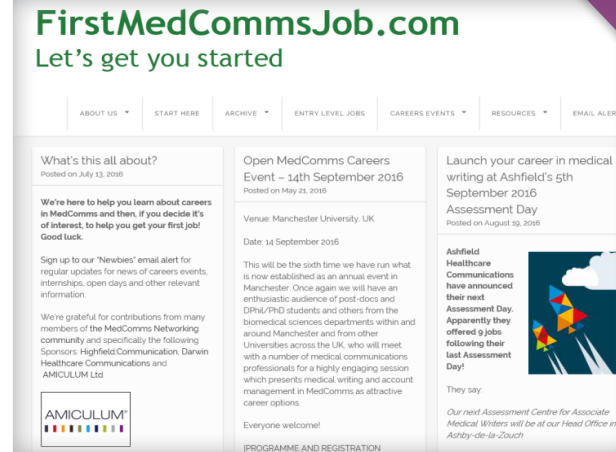 FirstMedCommsJob.com
Let's get you started
ABOUT US
START HERE
ARCHIVE
ENTRY LEVEL JOBS
CAREERS EVENTS
RESOURCES
EMAIL ALER
What's this all about?
Posted on July 13, 2016
We're here to help you learn about careers
in MedComms and then, if you decide it's
of interest, to help you get your first job!
Good luck.
Sign up to our "Newbies" email alert for
regular updates for news of careers events,
internships, open days and other relevant
information.
We're grateful for contributions from many
members of the MedComms Networking
community and specifically the following
Sponsors: Highfield:Communication, Darwin
Healthcare Communications and
AMICULUM Ltd.
AMICULUM®
Open MedComms Careers
Event – 14th September 2016
Posted on May 21, 2016
Venue: Manchester University, UK
Date: 14 September 2016
This will be the sixth time we have run what
is now established as an annual event in
Manchester. Once again we will have an
enthusiastic audience of post-docs and
DPhil/PhD students and others from the
biomedical sciences departments within and
around Manchester and from other
Universities across the UK, who will meet
with a number of medical communications
professionals for a highly engaging session
which presents medical writing and account
management in MedComms as attractive
career options.
Everyone welcome!
[PROGRAMME AND REGISTRATION
Launch your career in medical
writing at Ashfield's 5th
September 2016
Assessment Day
Posted on August 19, 2016
Ashfield
Healthcare
Communications
have announced
their next
Assessment Day.
Apparently they
offered 9 jobs
following their
last Assessment
Day!
They say:
Our next Assessment Centre for Associate
Medical Writers will be at our Head Office in
Ashby-de-la-Zouch